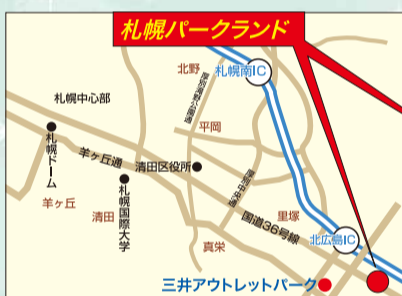 札幌パークランド
北野
札幌南IC
札幌中心部
平岡
羊ヶ丘通
清田区役所
札幌ドーム
羊ヶ丘
清田
札幌国際大学
国道36号線
里塚
真栄
北広島IC
三井アウトレットパーク